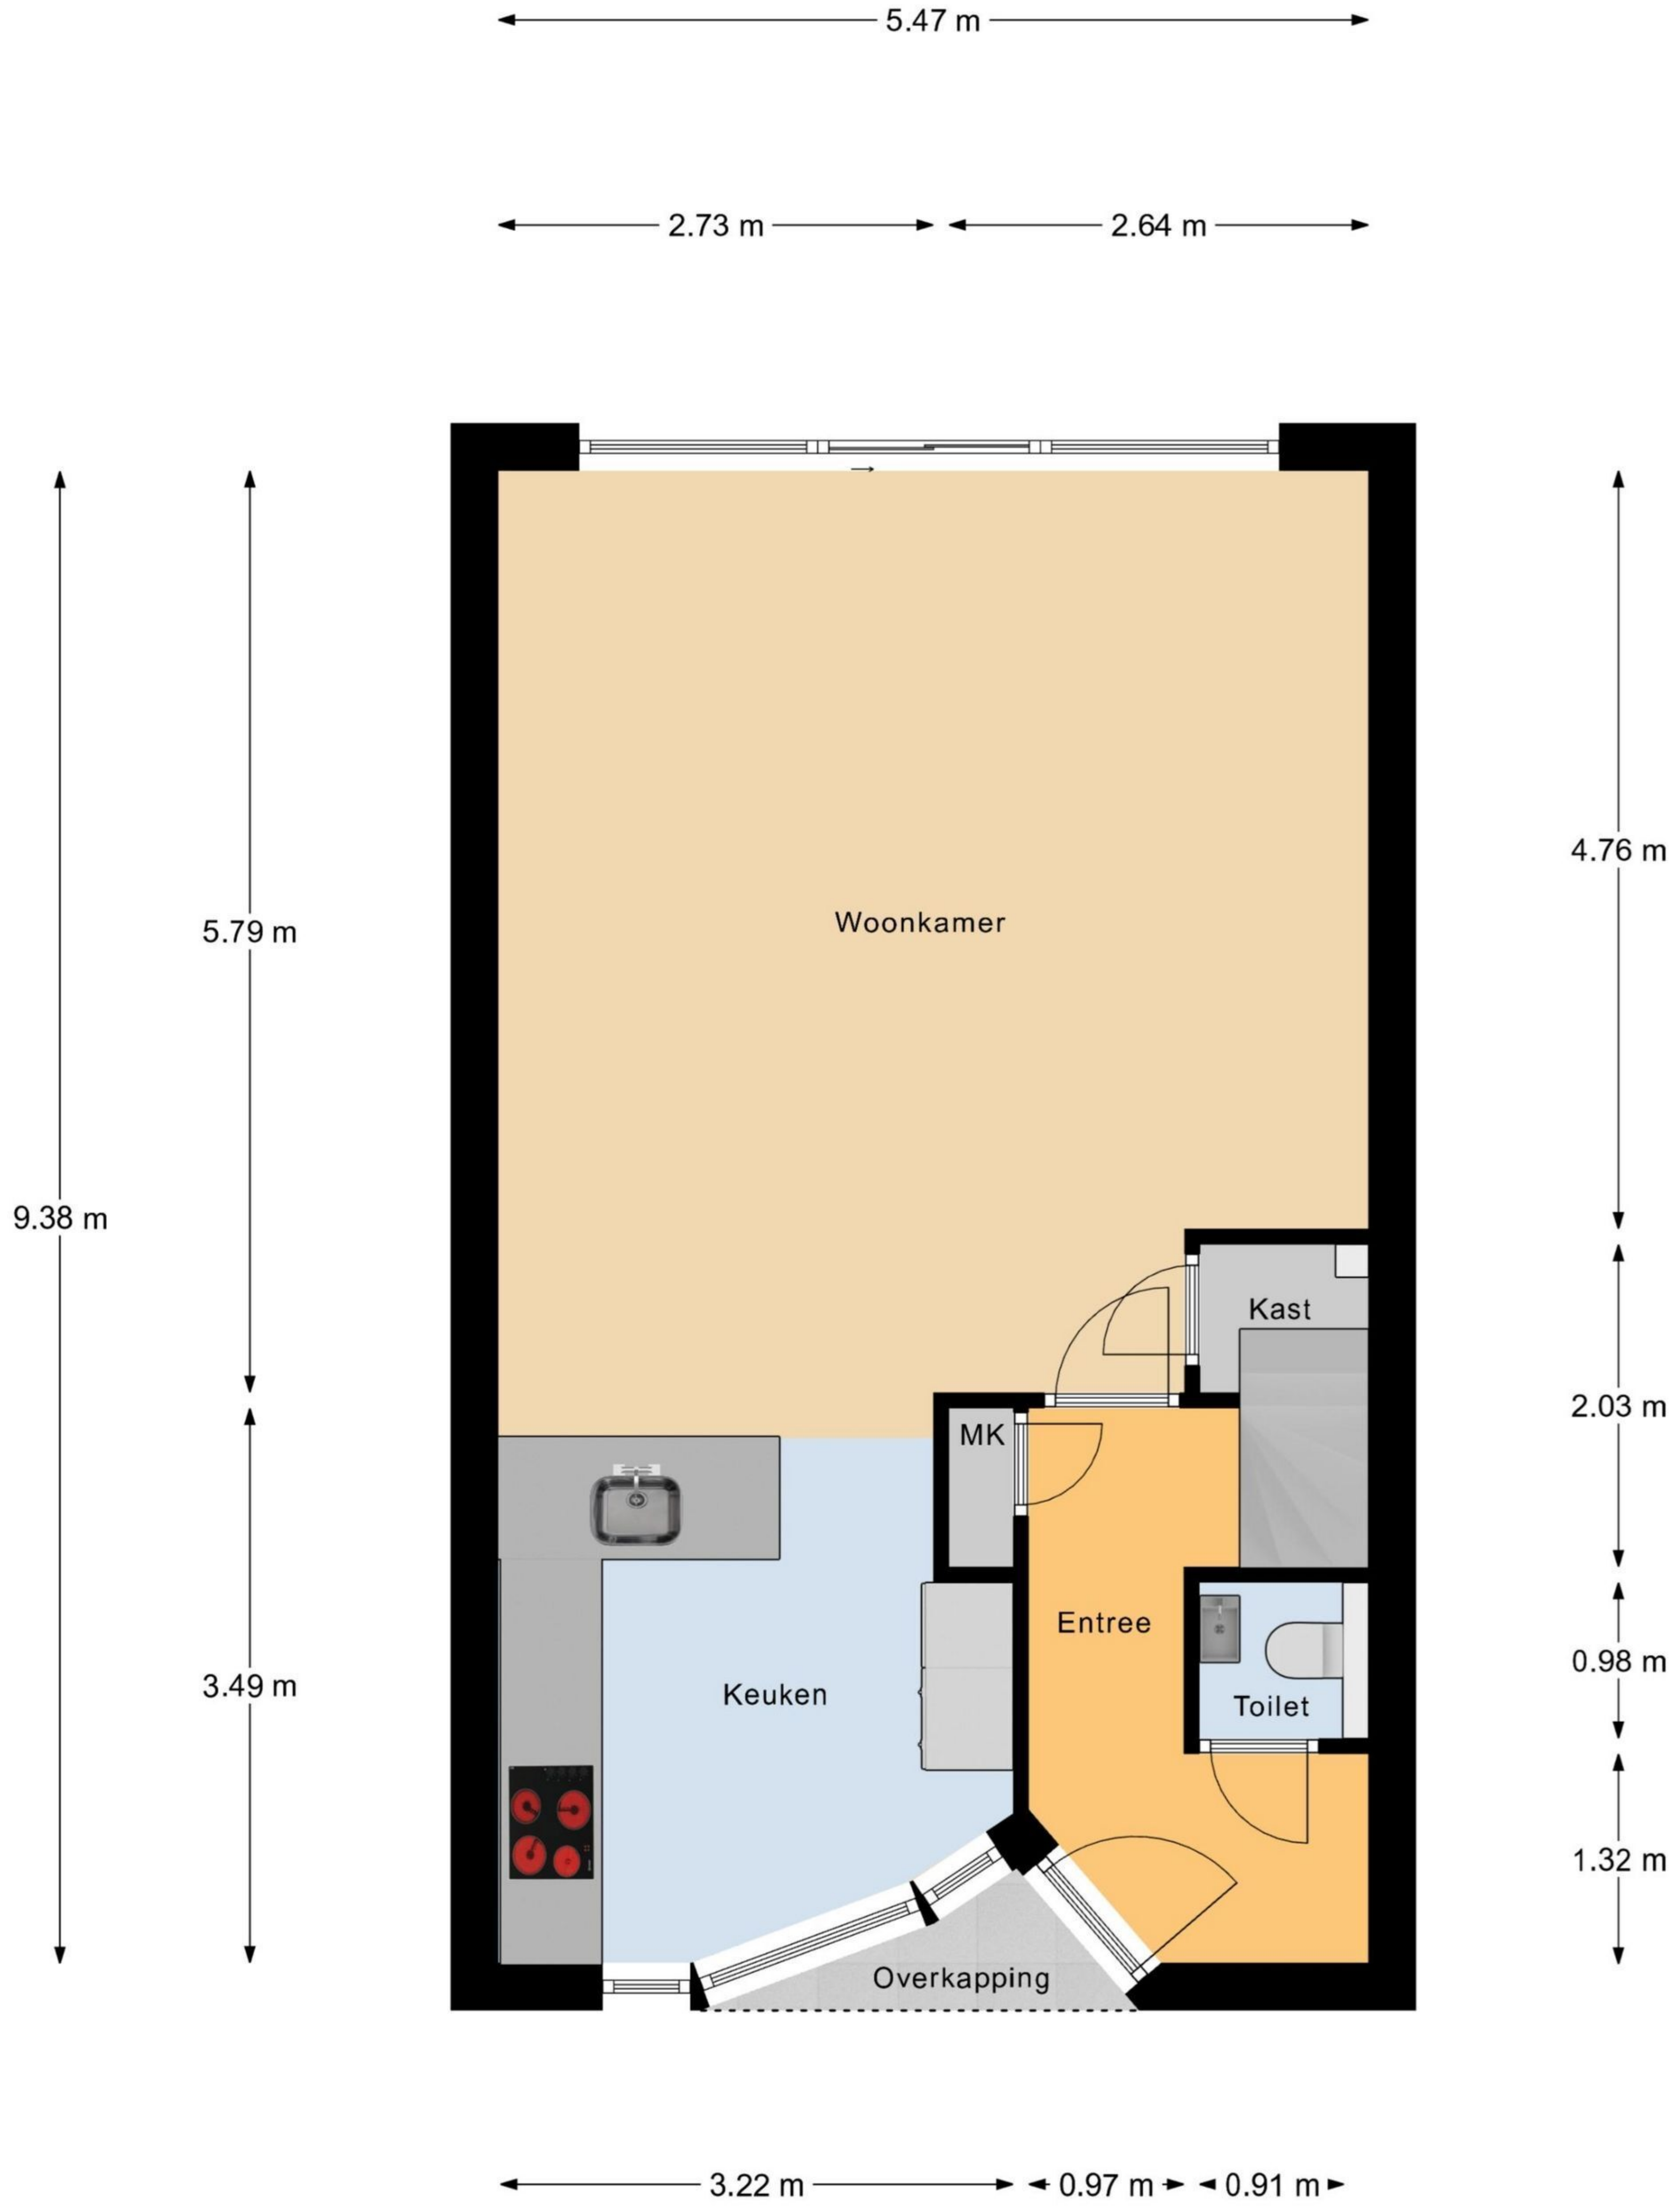 5.47 m
2.73 m
2.64 m
4.76 m
Woonkamer
5.79 m
9.38 m
Kast
2.03 m
MK
Entree
0.98 m
3.49 m
Keuken
Toilet
1.32 m
Overkapping
3.22 m
0.97 m
0.91 m